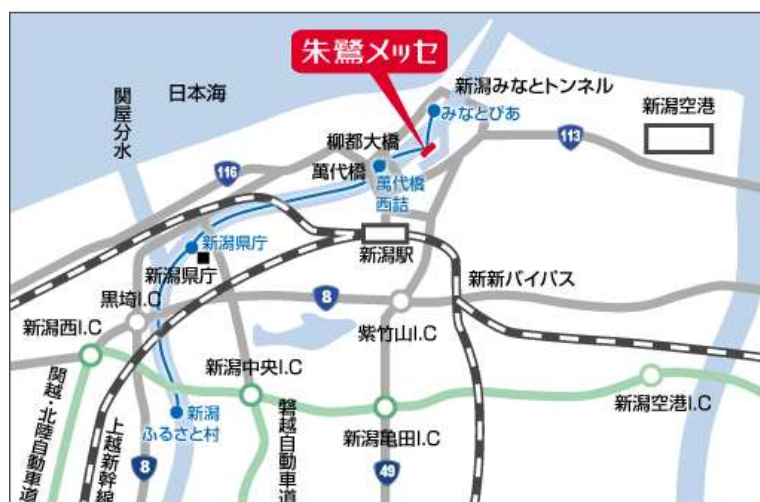 朱鷺メッセ
日本海
関屋分水
新潟みなとトンネル
みなとぴあ
新潟空港
柳都大橋
萬代橋
萬代橋
西詰
113
116
新潟県庁
新潟県庁
新潟駅
新新バイパス
黒埼I.C
8
紫竹山I.C
新潟西I.C
新潟中央I.C
新潟空港I.C
新潟
ふるさと村
新潟亀田I.C
関越・北陸自動車道
上越新幹線
8
磐越自動車道
49